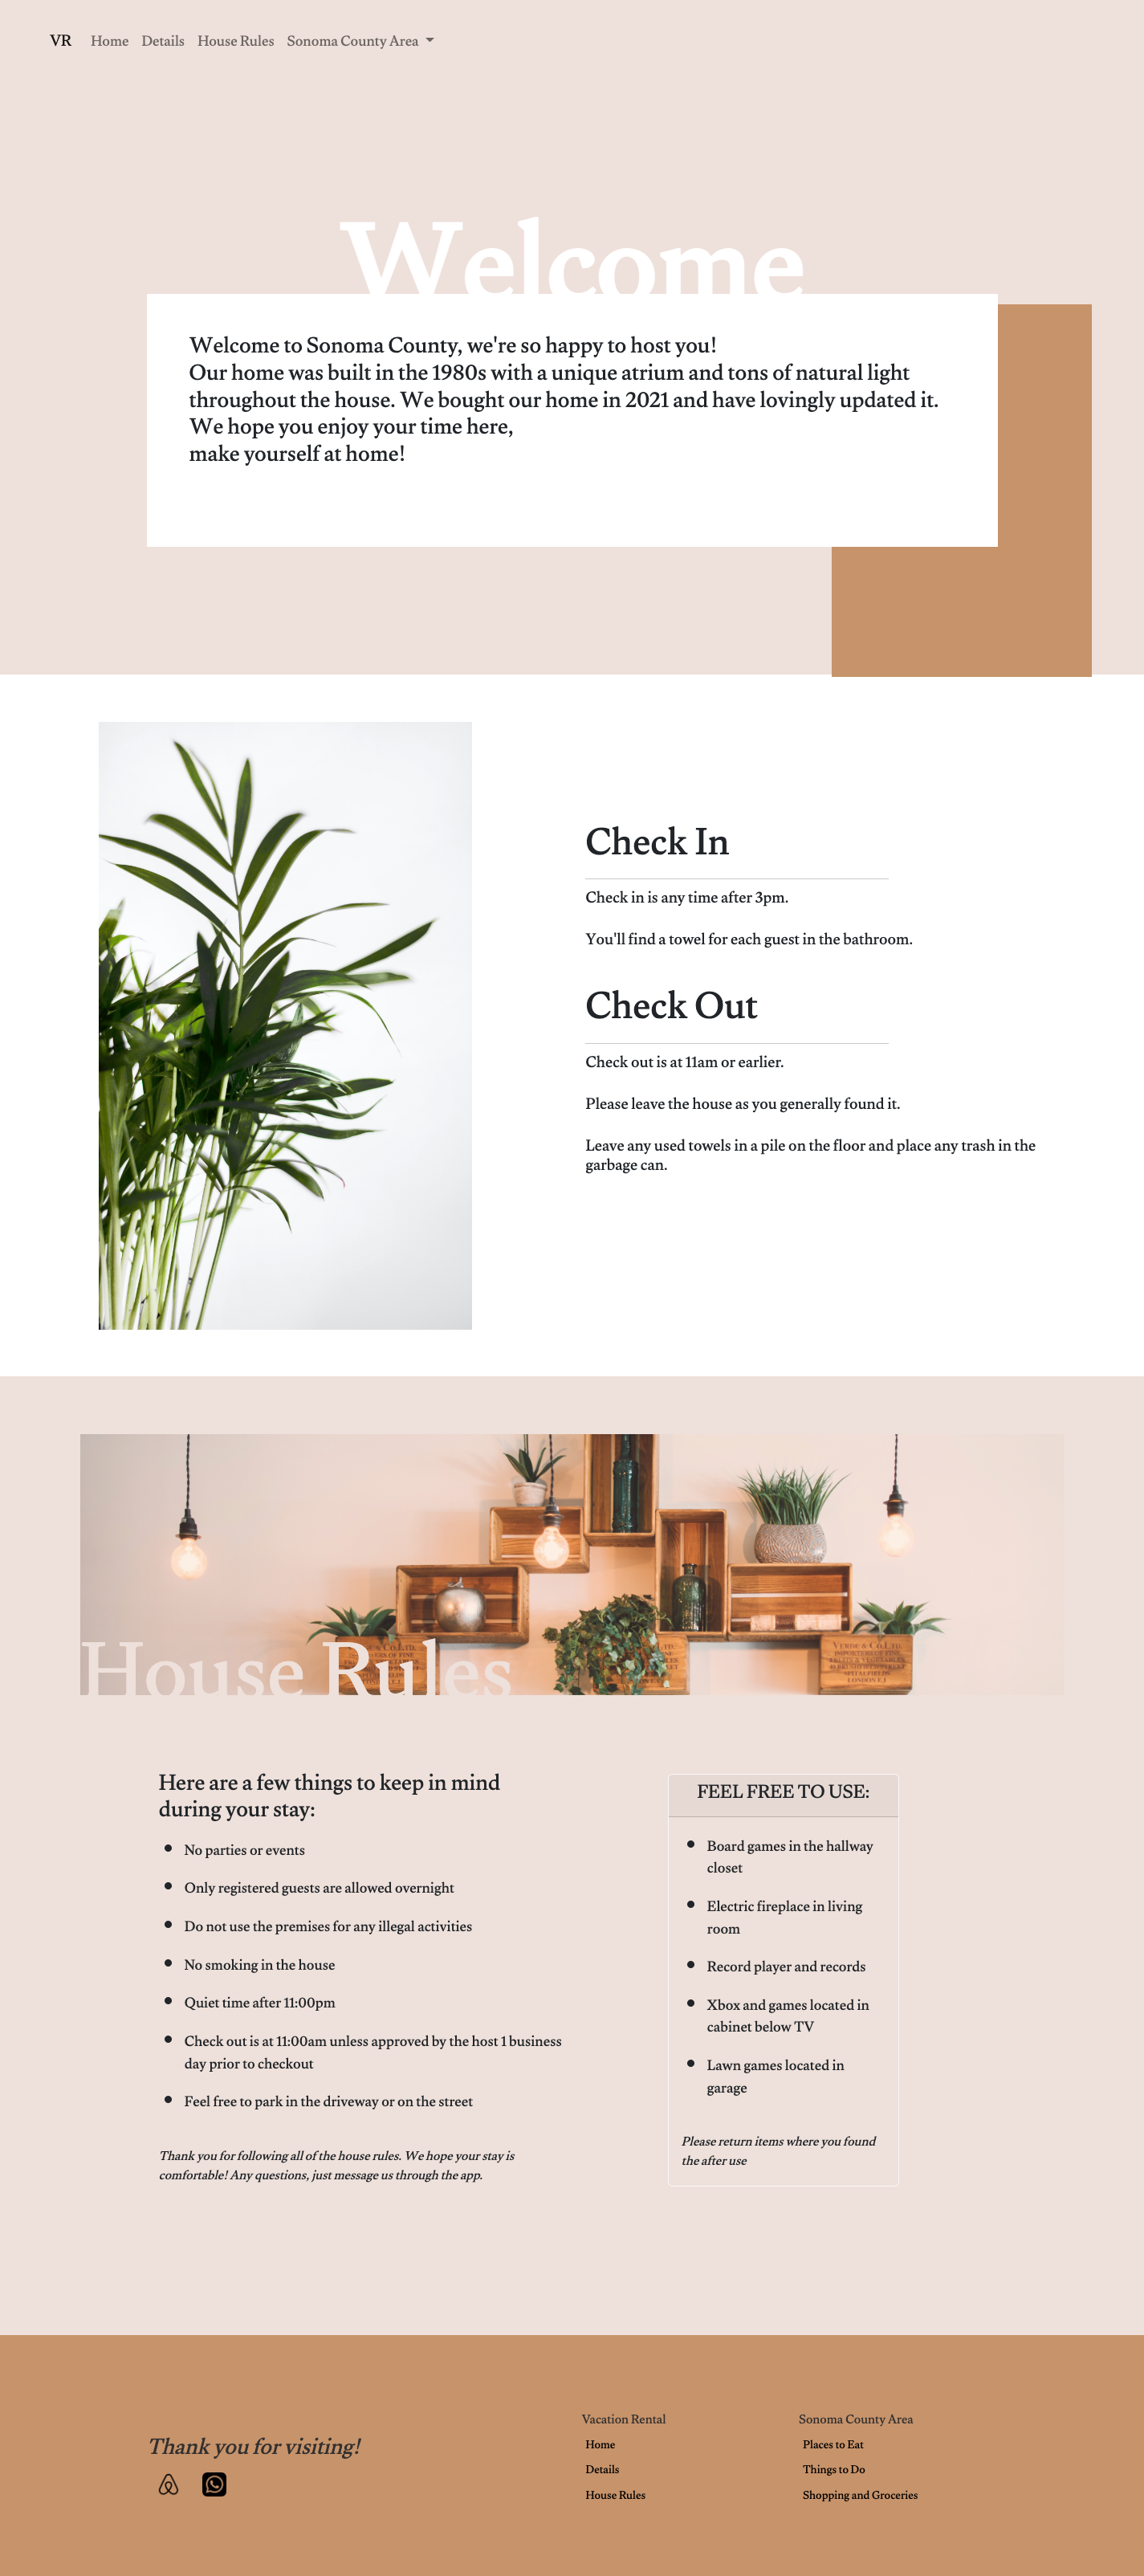 VR Home Details House Rules Sonoma County Area
Welcome
Welcome to Sonoma County, we're so happy to host you!
Our home was built in the 1980s with a unique atrium and tons of natural light
throughout the house. We bought our home in 2021 and have lovingly updated it.
We hope you enjoy your time here,
make yourself at home!
Check In
Check in is any time after 3pm.
You'll find a towel for each guest in the bathroom.
Check Out
Check out is at 11am or earlier.
Please leave the house as you generally found it.
Leave any used towels in a pile on the floor and place any trash in the
garbage can.
House Rules
VERDE & CO. LTD.
IMPORTERS OF FINE
FRUITS & VEGETABLES
SPITALFIELDS
LONDON E.1
Here are a few things to keep in mind
during your stay:
No parties or events
Only registered guests are allowed overnight
Do not use the premises for any illegal activities
No smoking in the house
Quiet time after 11:00pm
Check out is at 11:00am unless approved by the host 1 business
day prior to checkout
Feel free to park in the driveway or on the street
Thank you for following all of the house rules. We hope your stay is
comfortable! Any questions, just message us through the app.
FEEL FREE TO USE:
Board games in the hallway
closet
Electric fireplace in living
room
Record player and records
Xbox and games located in
cabinet below TV
Lawn games located in
garage
Please return items where you found
the after use
Thank you for visiting!
Vacation Rental
Home
Details
House Rules
Sonoma County Area
Places to Eat
Things to Do
Shopping and Groceries